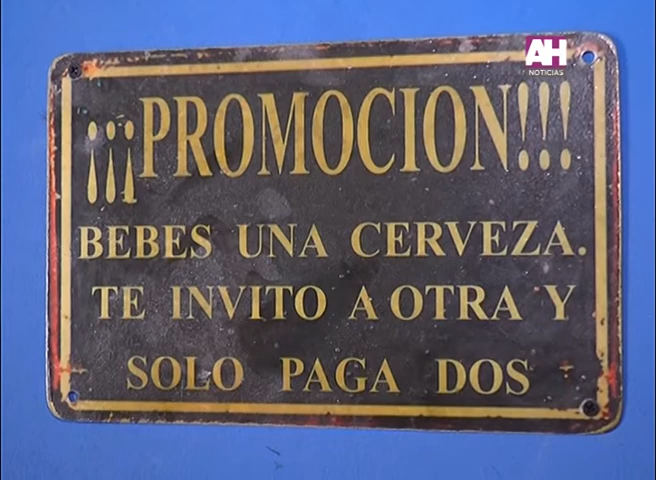 AH
NOTICIAS
¡¡¡PROMOCION!!!
BEBES UNA CERVEZA.
TE INVITO A OTRA Y
SOLO PAGA DOS